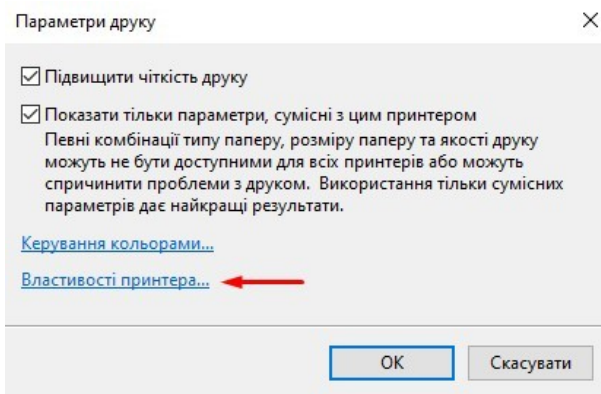 Параметри друку
Підвищити чіткість друку
Показати тільки параметри, сумісні з цим принтером
Певні комбінації типу паперу, розміру паперу та якості друку
можуть не бути доступними для всіх принтерів або можуть
спричинити проблеми з друком. Використання тільки сумісних
параметрів дає найкращі результати.
Керування кольорами...
Властивості принтера...
ОК Скасувати